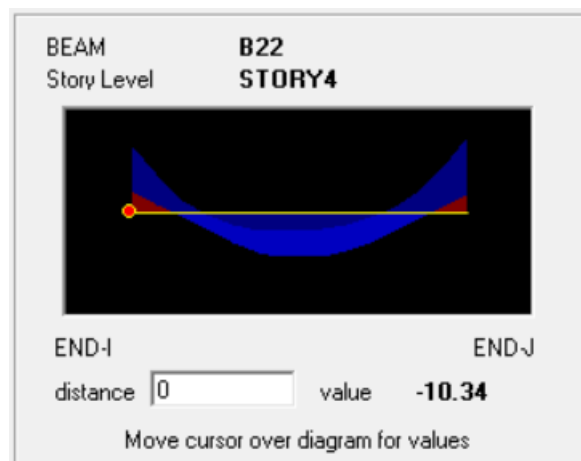 BEAM B22
Story Level STORY4
END-I END-J
distance 0 value -10.34
Move cursor over diagram for values